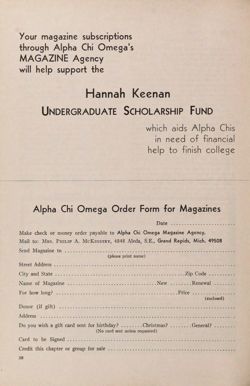 Your magazine subscriptions
through Alpha Chi Omega's
MAGAZINE Agency
will help support the
Hannah Keenan
UNDERGRADUATE SCHOLARSHIP FUND
which aids Alpha Chis
in need of financial
help to finish college
Alpha Chi Omega Order Form for Magazines
Date
Make check or money order payable to Alpha Chi Omega Magazine Agency.
Mail to: MRS. PHILIP A. , 4848 , S.E., Grand Rapids, Mich. 49508
Send Magazine to
(please print name)
Street Address
City and State Zip Code
Name of Magazine New Renewal
For how long? Price
(enclosed)
Donor (if gift)
Address
Do you wish a gift card sent for birthday? Christmas? General?
(No card sent unless requested)
Card to be Signed
Credit this chapter or group for sale
38